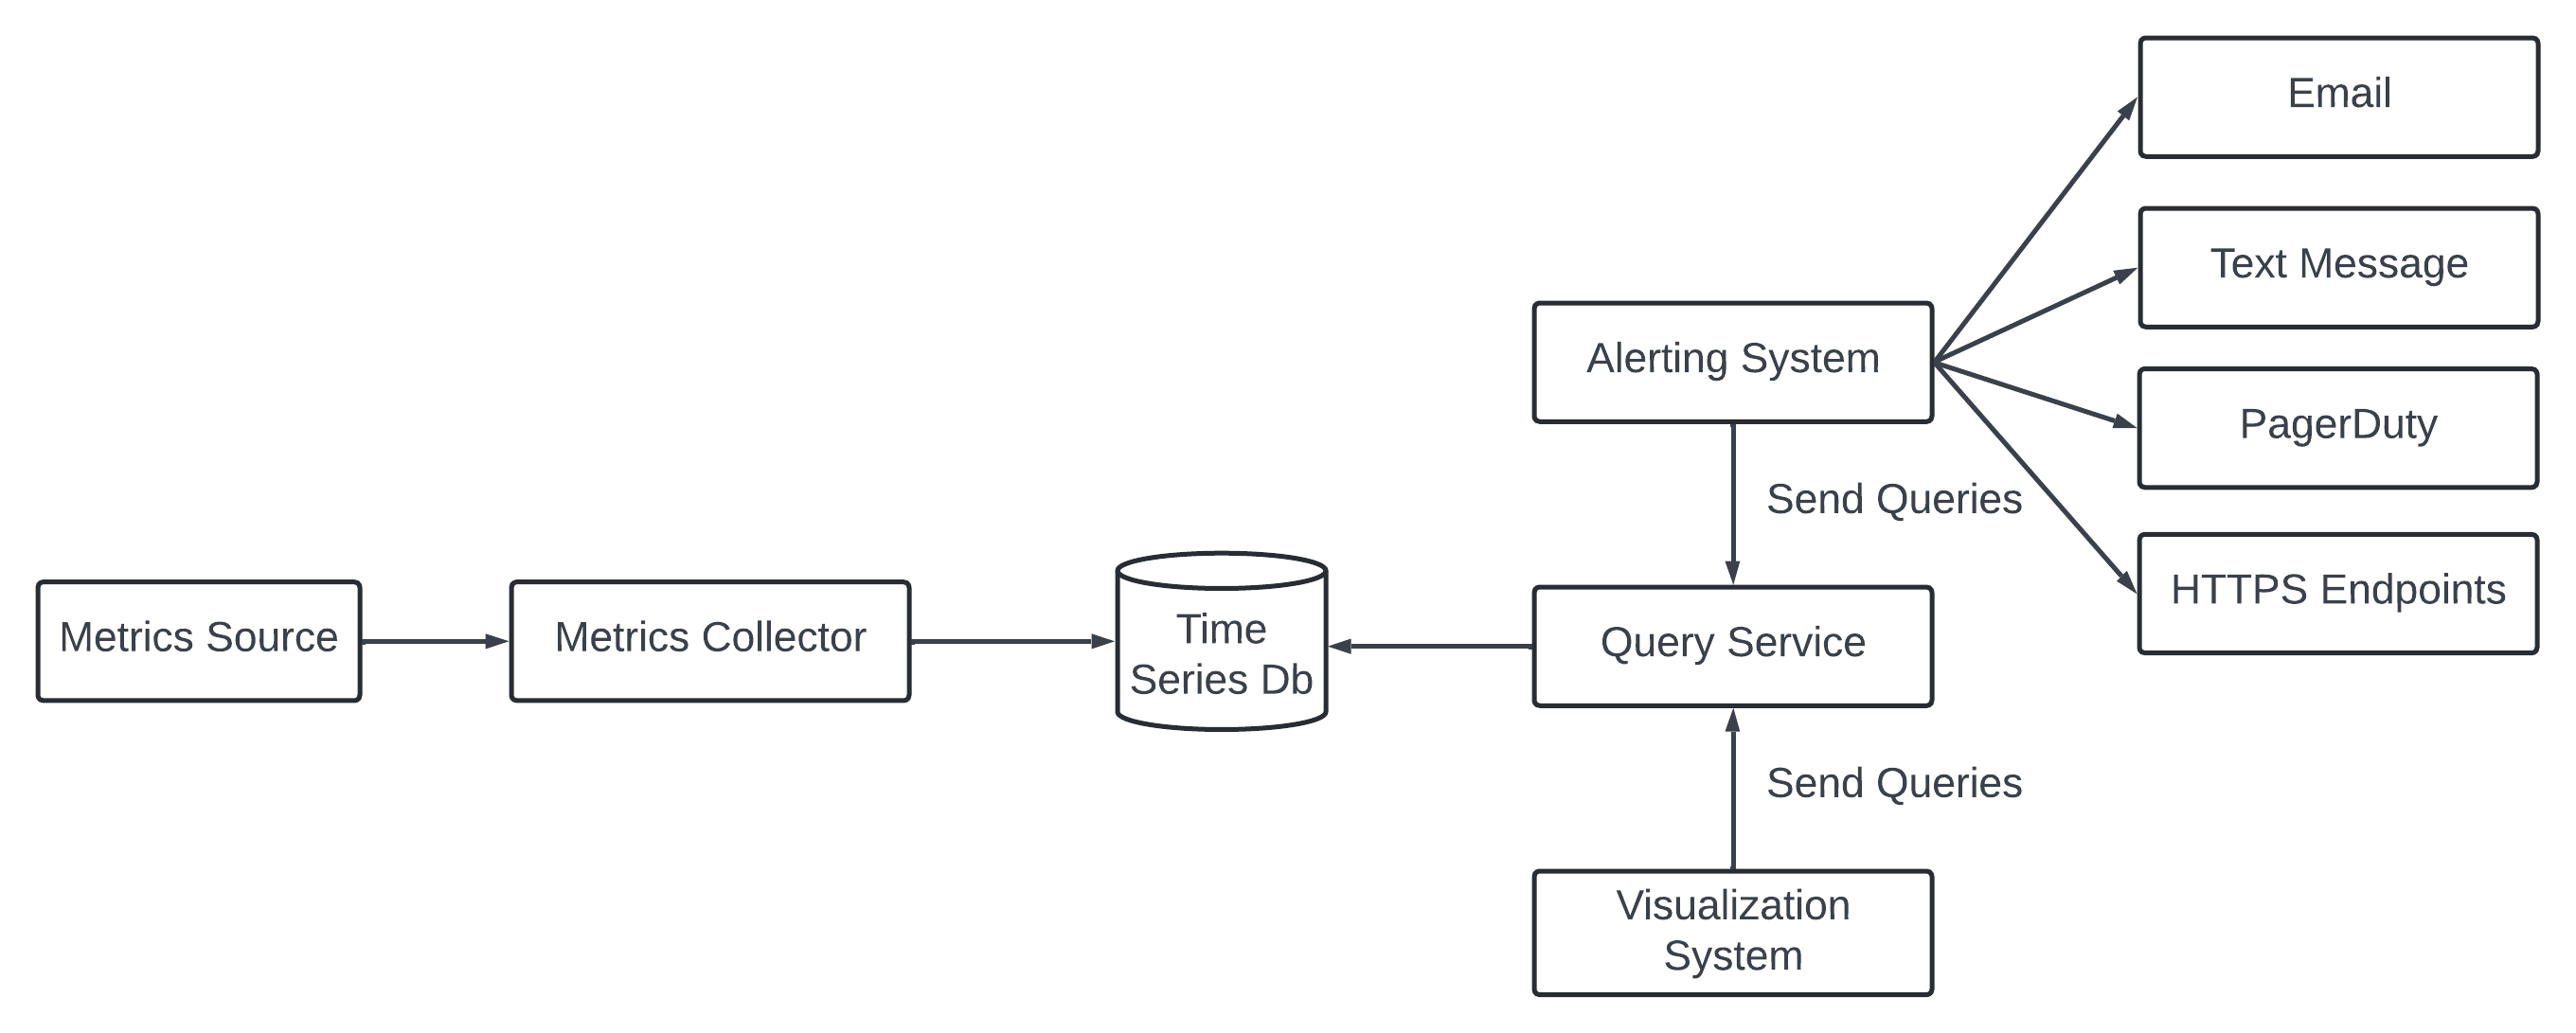 Email
Text Message
Alerting System
PagerDuty
Send Queries
HTTPS Endpoints
Metrics Source
Metrics Collector
Time
Series Db
Query Service
Send Queries
Visualization
System